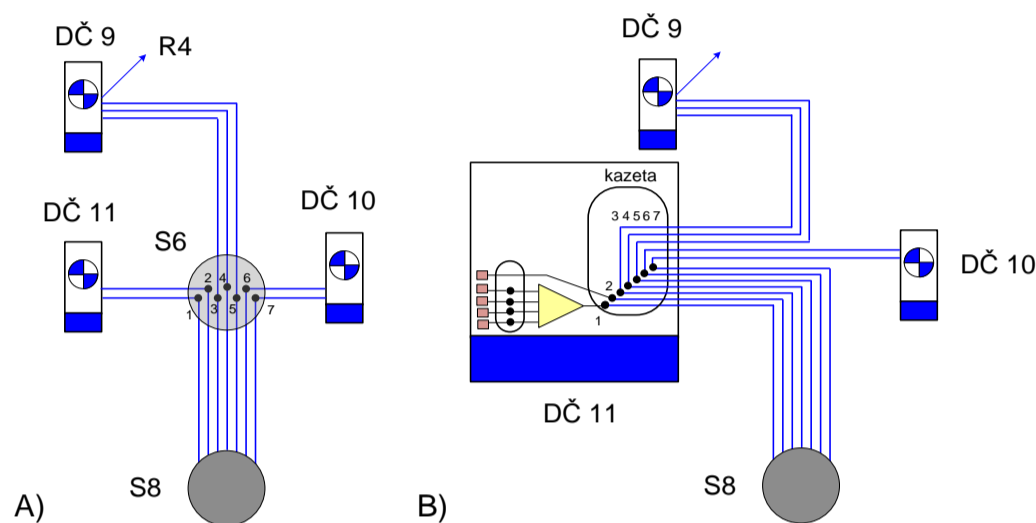 A)
DČ 9
R4
DČ 11
S6
DČ 10
2 4 6
1 3 5 7
S8
B)
DČ 9
kazeta
3 4 5 6 7
2
1
DČ 10
DČ 11
S8